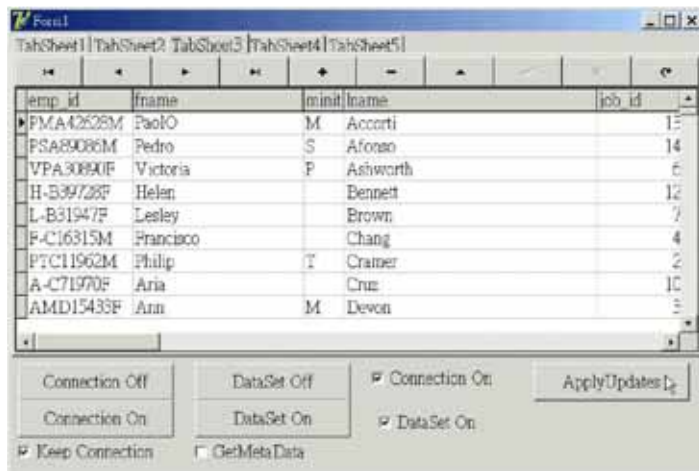 Form1
TabSheet1 TabSheet2 TabSheet3 TabSheet4 TabSheet5
emp_id fname minit lname job_id
PMA42628M PaolO M Accorti 13
PSA89086M Pedro S Afonso 14
VPA30890F Victoria P Ashworth 6
H-B39728F Helen Bennett 12
L-B31947F Lesley Brown 7
F-C16315M Francisco Chang 4
PTC11962M Philip T Cramer 2
A-C71970F Aria Cruz 10
AMD15433F Ann M Devon 3
Connection Off DataSet Off Connection On ApplyUpdates
Connection On DataSet On DataSet On
Keep Connection GetMetaData